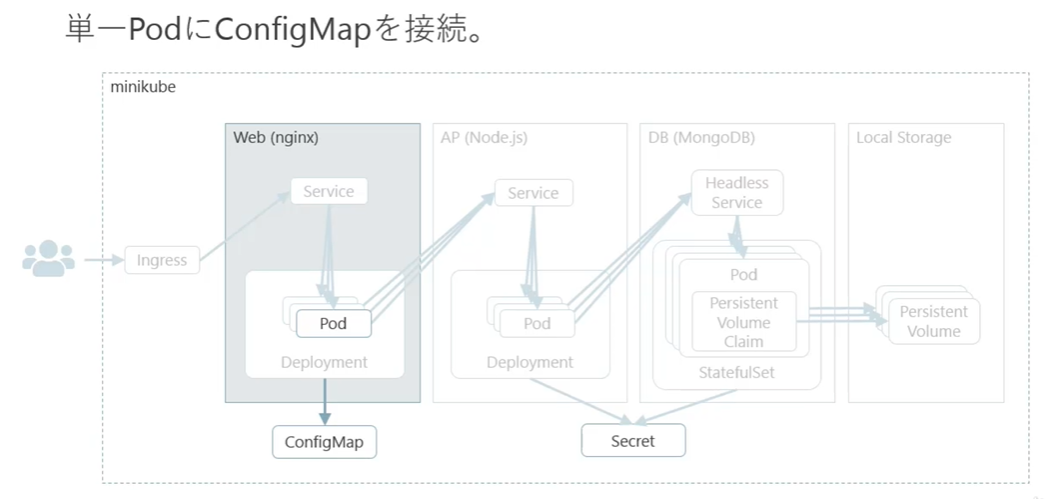 単一PodにConfigMapを接続。
minikube
Web (nginx)
AP (Node.js)
DB (MongoDB)
Local Storage
Service
Service
Headless
Service
Ingress
Pod
Deployment
Pod
Deployment
Pod
Persistent
Volume
Claim
StatefulSet
Persistent
Volume
ConfigMap
Secret